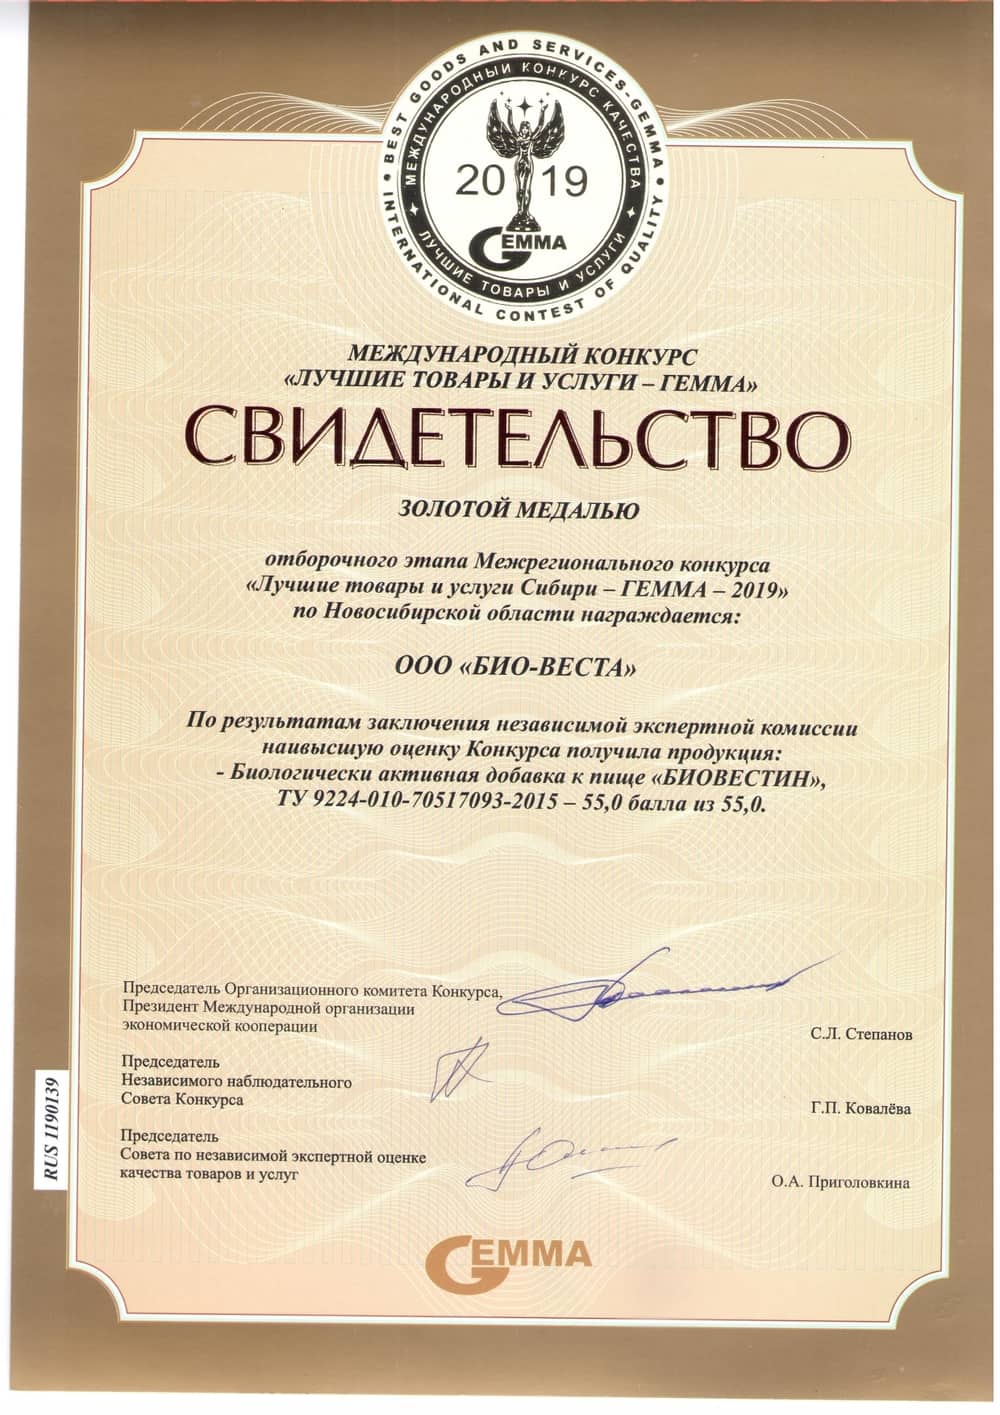 • BEST GOODS AND SERVICES-GEMMA •
INTERNATIONAL CONTEST OF QUALITY
МЕЖДУНАРОДНЫЙ КОНКУРС КАЧЕСТВА
ЛУЧШИЕ ТОВАРЫ И УСЛУГИ
2019
GEMMA
МЕЖДУНАРОДНЫЙ КОНКУРС
«ЛУЧШИЕ ТОВАРЫ И УСЛУГИ – ГЕММА»
СВИДЕТЕЛЬСТВО
ЗОЛОТОЙ МЕДАЛЬЮ
отборочного этапа Межрегионального конкурса
«Лучшие товары и услуги Сибири – ГЕММА – 2019»
по Новосибирской области награждается:
ООО «БИО-ВЕСТА»
По результатам заключения независимой экспертной комиссии
наивысшую оценку Конкурса получила продукция:
- Биологически активная добавка к пище «БИОВЕСТИН»,
ТУ 9224-010-70517093-2015 – 55,0 балла из 55,0.
Председатель Организационного комитета Конкурса,
Президент Международной организации
экономической кооперации
С.Л. Степанов
Председатель
Независимого наблюдательного
Совета Конкурса
Г.П. Ковалёва
Председатель
Совета по независимой экспертной оценке
качества товаров и услуг
О.А. Приголовкина
RUS 1190139
GEMMA